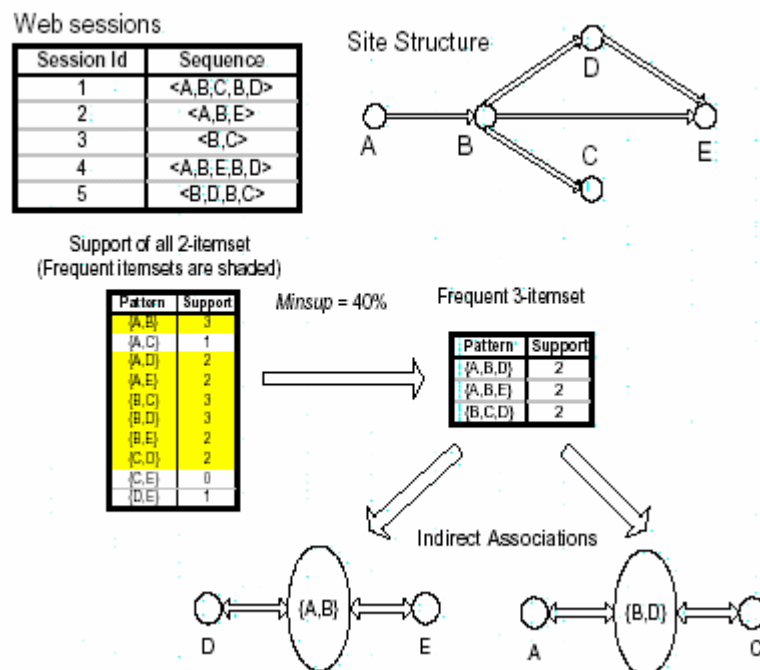 Web sessions
Session Id Sequence
1 <A,B,C,B,D>
2 <A,B,E>
3 <B,C>
4 <A,B,E,B,D>
5 <B,D,B,C>
Site Structure
D
A B E
C
Support of all 2-itemset
(Frequent itemsets are shaded)
Pattern Support
{A,B} 3
{A,C} 1
{A,D} 2
{A,E} 2
{B,C} 3
{B,D} 3
{B,E} 2
{C,D} 2
{C,E} 0
{D,E} 1
Minsup = 40%
Frequent 3-itemset
Pattern Support
{A,B,D} 2
{A,B,E} 2
{B,C,D} 2
Indirect Associations
{A,B}
D E
{B,D}
A C